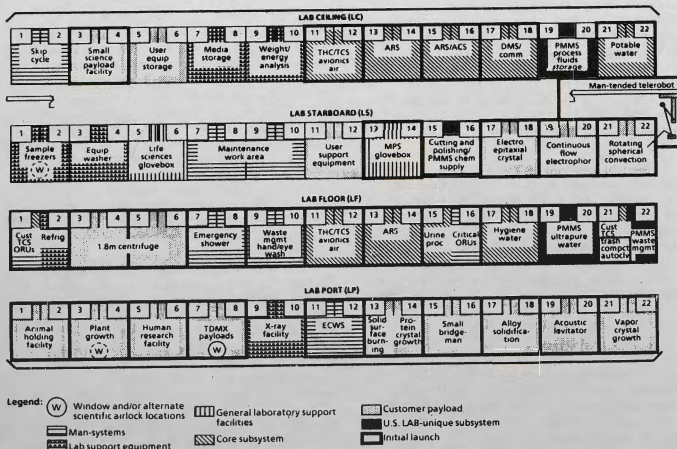 LAB CEILING (LC)
1 2 3 4 5 6 7 8 9 10 11 12 13 14 15 16 17 18 19 20 21 22
Skip cycle
Small science payload facility
User equip storage
Media storage
Weight/ energy analysis
THC/TCS avionics air
ARS
ARS/ACS
DMS/ comm
PMMS process fluids storage
Potable water
Man-tended telerobot
LAB STARBOARD (LS)
1 2 3 4 5 6 7 8 9 10 11 12 13 14 15 16 17 18 19 20 21 22
Sample freezers
W
Equip washer
Life sciences glovebox
Maintenance work area
User support equipment
MPS glovebox
Cutting and polishing/ PMMS chem supply
Electro epitaxial crystal
Continuous flow electrophor
Rotating spherical convection
LAB FLOOR (LF)
1 2 3 4 5 6 7 8 9 10 11 12 13 14 15 16 17 18 19 20 21 22
Cust TCS ORUs
Refrig
1.8m centrifuge
Emergency shower
Waste mgmt hand/eye wash
THC/TCS avionics air
ARS
Urine proc
Critical ORUs
Hygiene water
PMMS ultrapure water
Cust TCS trash compct autoclv
PMMS waste mgmt
LAB PORT (LP)
1 2 3 4 5 6 7 8 9 10 11 12 13 14 15 16 17 18 19 20 21 22
Animal holding facility
Plant growth
W
Human research facility
TDMX payloads
W
X-ray facility
ECWS
Solid sur- face burn- ing
Pro- tein crystal growth
Small bridge- man
Alloy solidifica- tion
Acoustic levitator
Vapor crystal growth
Legend:
W Window and/or alternate scientific airlock locations
Man-systems
Lab support equipment
General laboratory support facilities
Core subsystem
Customer payload
U.S. LAB-unique subsystem
Initial launch